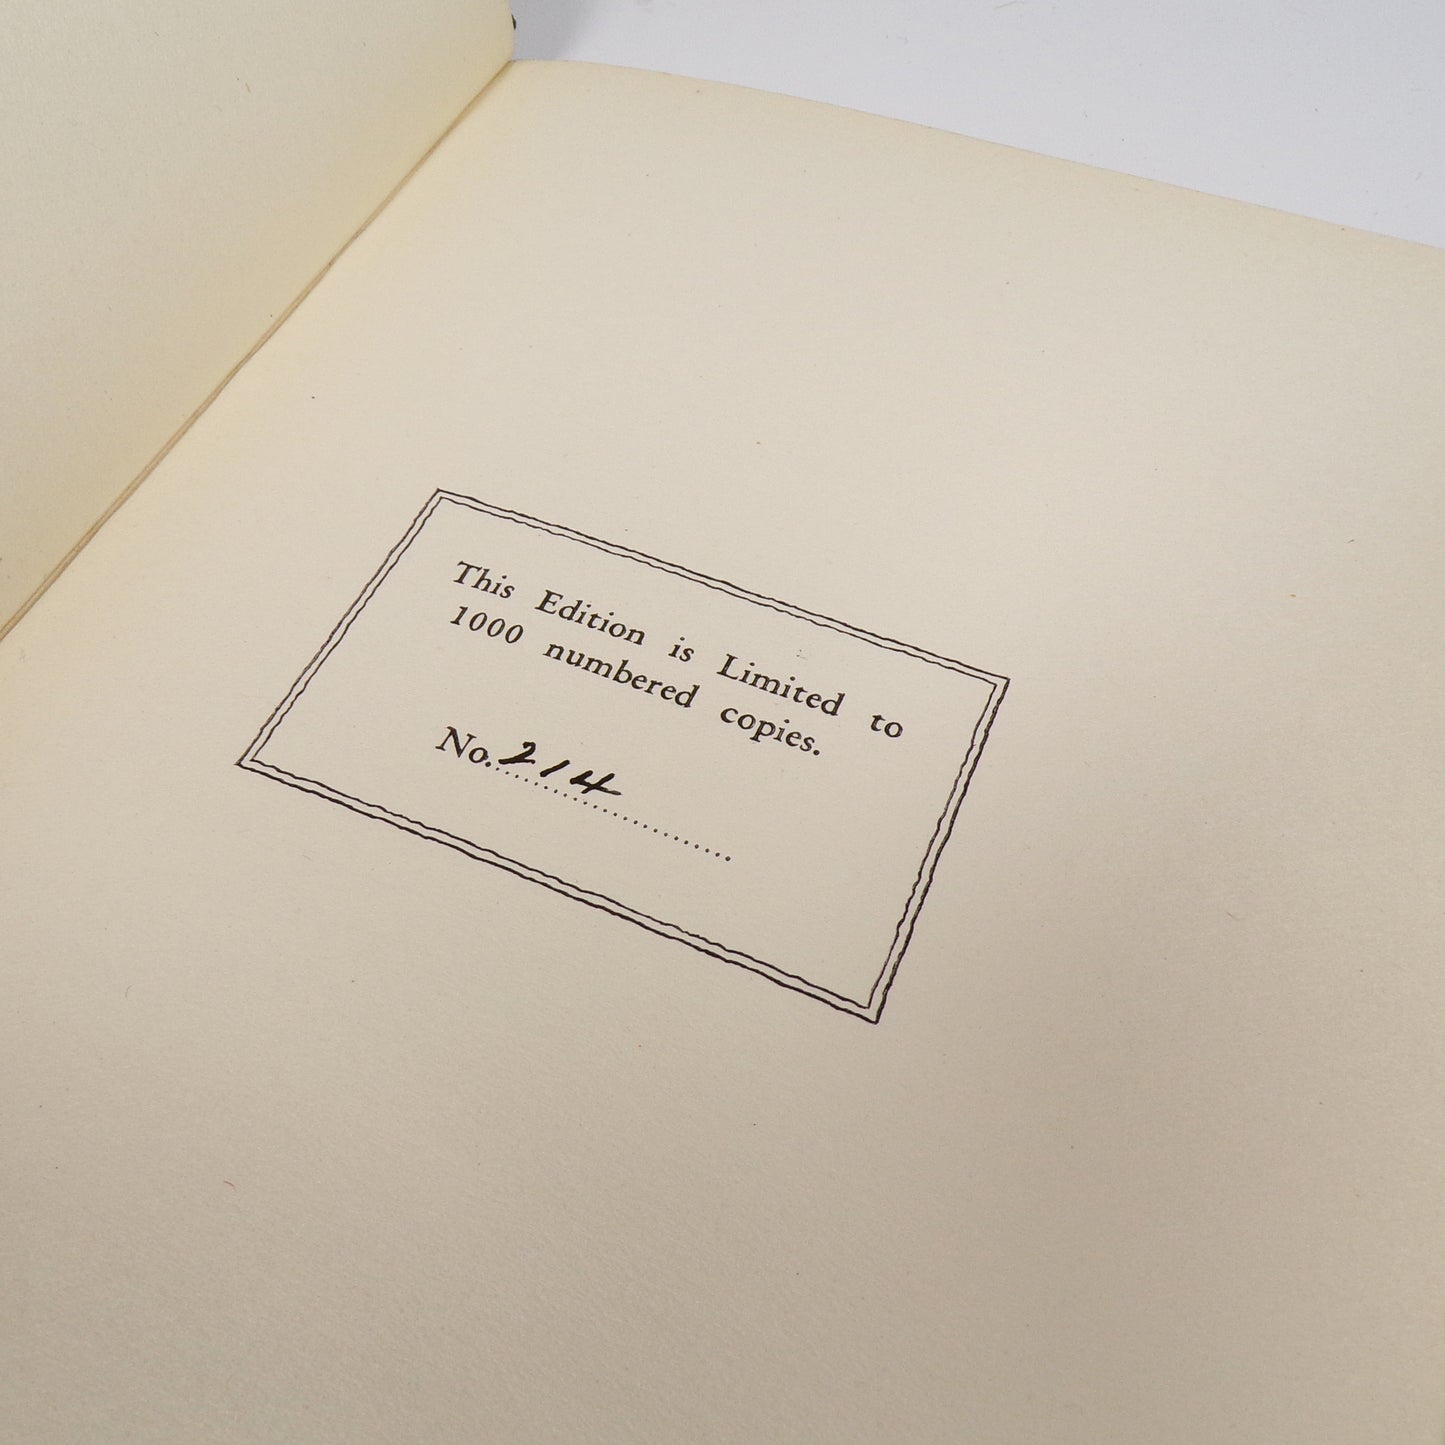 This Edition is Limited to
1000 numbered copies.
No. 214